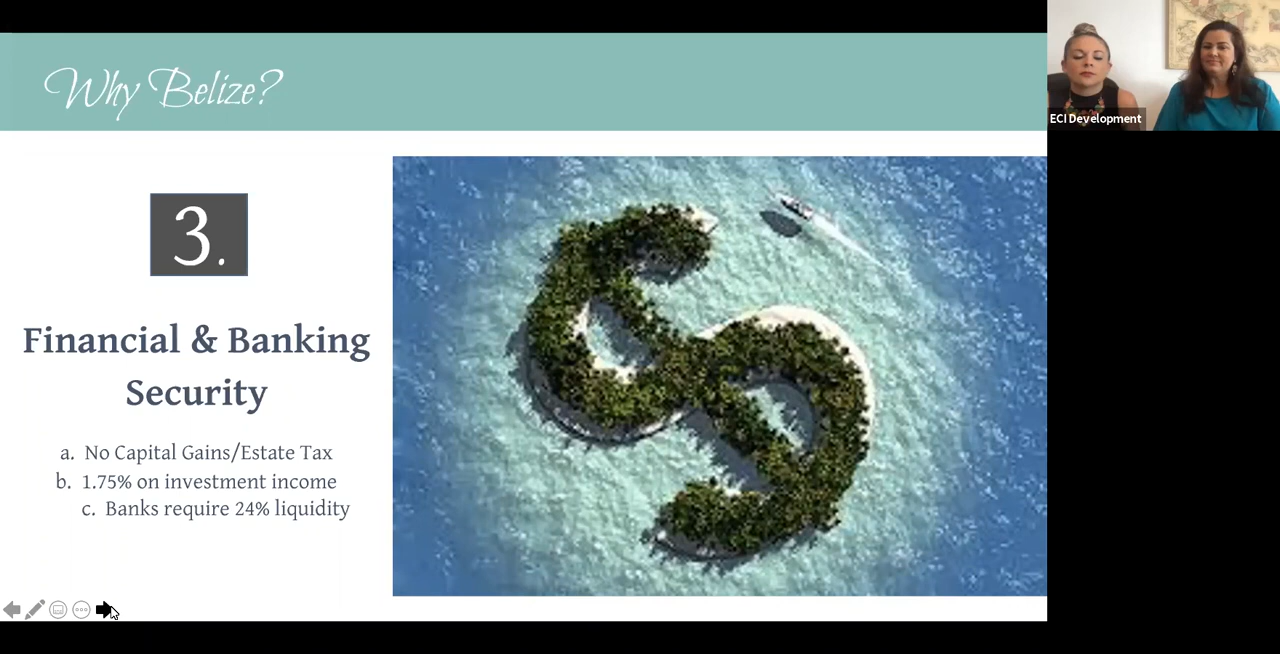 Why Belize?
ECI Development
3.
Financial & Banking
Security
a. No Capital Gains/Estate Tax
b. 1.75% on investment income
c. Banks require 24% liquidity